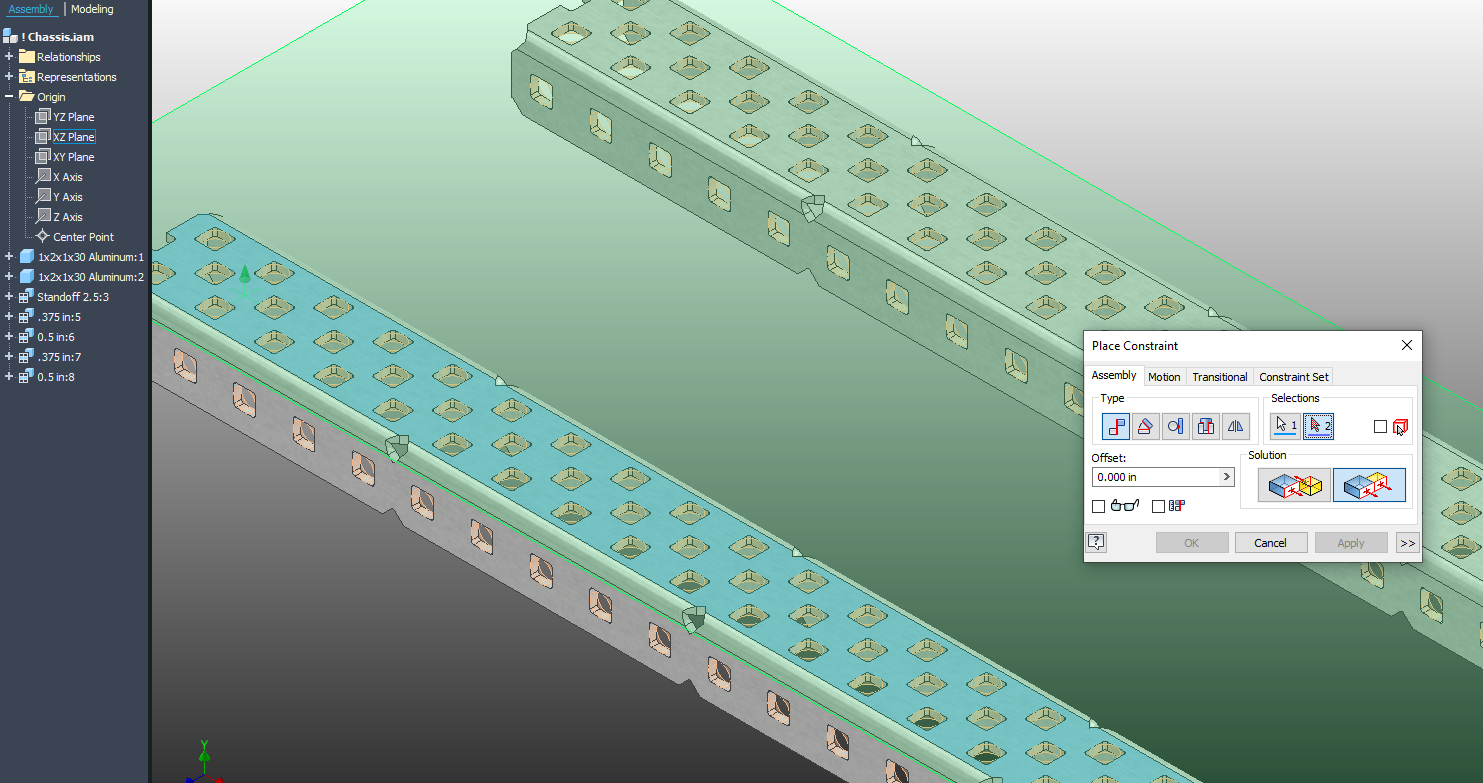 Assembly | Modeling
! Chassis.iam
Relationships
Representations
Origin
YZ Plane
XZ Plane
XY Plane
X Axis
Y Axis
Z Axis
Center Point
1x2x1x30 Aluminum:1
1x2x1x30 Aluminum:2
Standoff 2.5:3
.375 in:5
0.5 in:6
.375 in:7
0.5 in:8
Place Constraint
Assembly Motion Transitional Constraint Set
Type Selections
1 2
Offset: Solution
0.000 in >
? OK Cancel Apply >>
Y